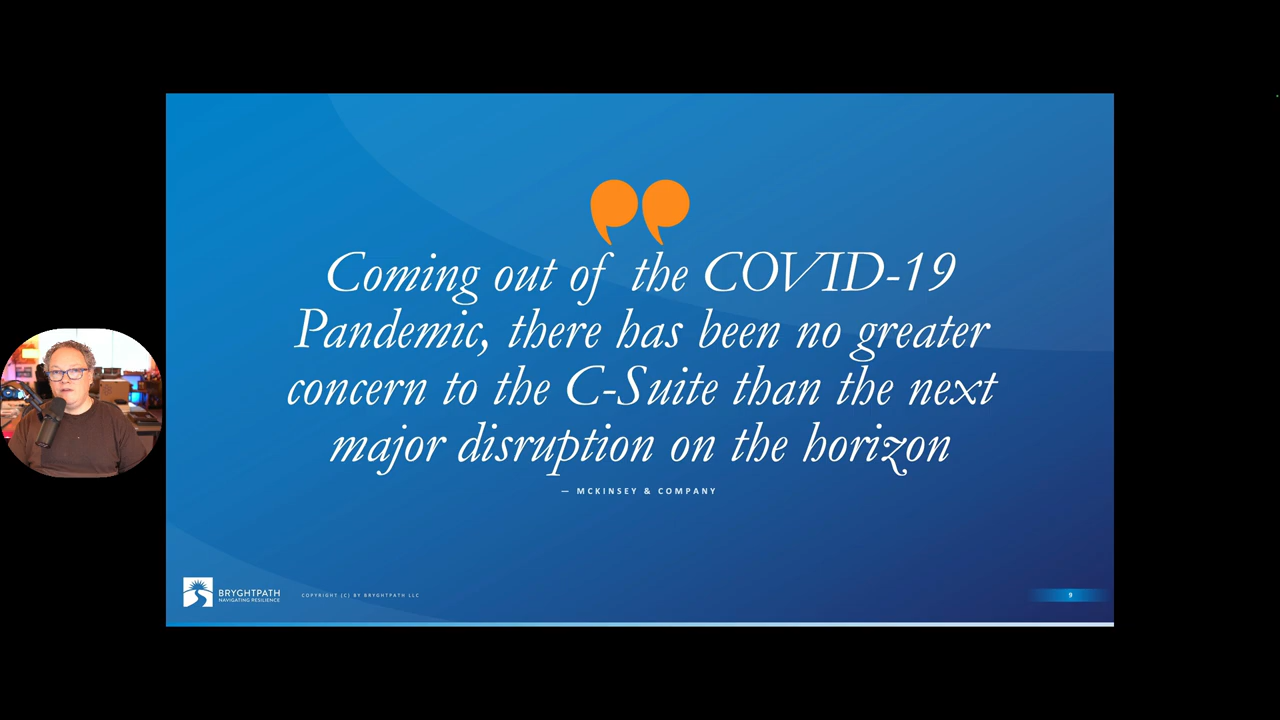 Coming out of the COVID-19
Pandemic, there has been no greater
concern to the C-Suite than the next
major disruption on the horizon
— MCKINSEY & COMPANY
BRYGHTPATH
NAVIGATING RESILIENCE
COPYRIGHT (C) BY BRYGHTPATH LLC
9